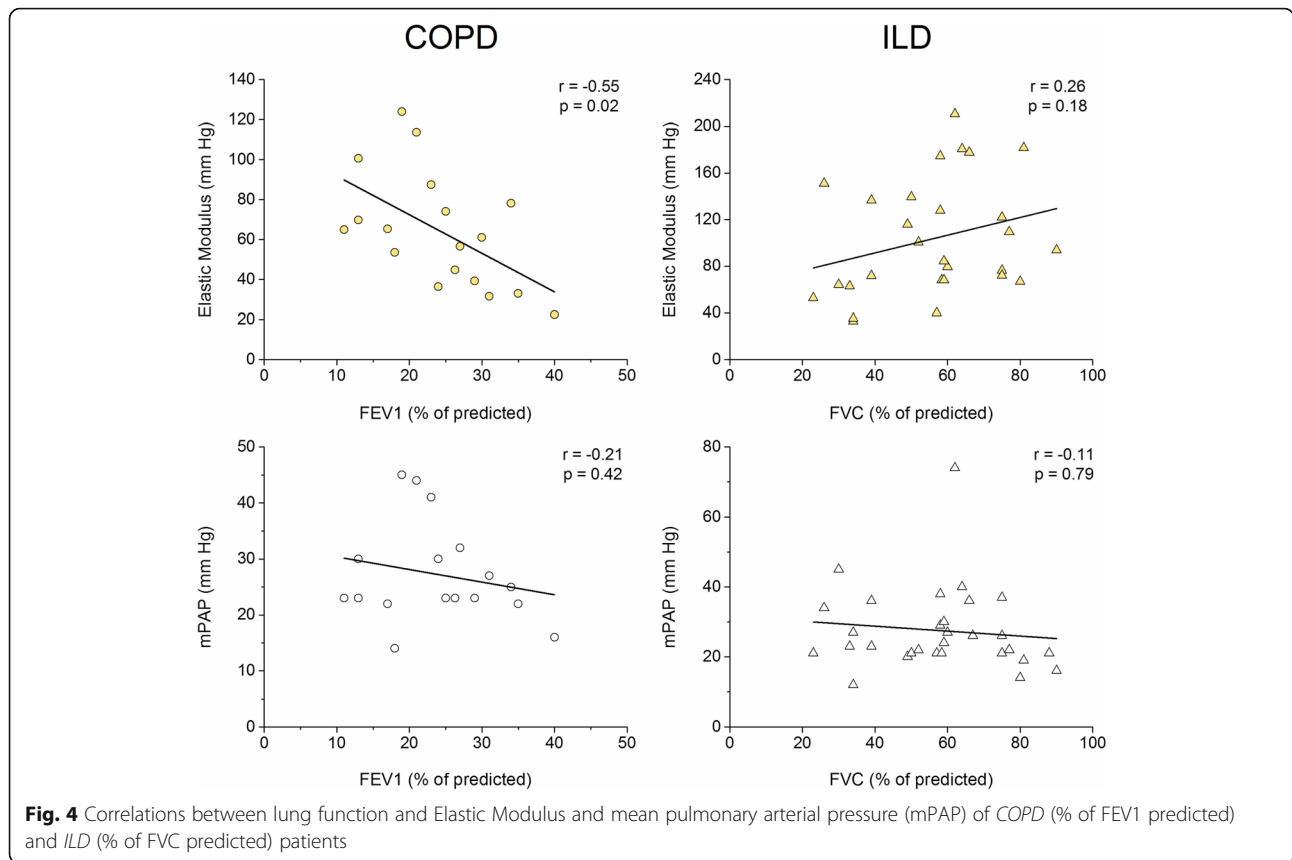 COPD
ILD
r = -0.55
p = 0.02
Elastic Modulus (mm Hg)
140
120
100
80
60
40
20
0
0 10 20 30 40 50
FEV1 (% of predicted)
r = 0.26
p = 0.18
Elastic Modulus (mm Hg)
240
200
160
120
80
40
0
0 20 40 60 80 100
FVC (% of predicted)
r = -0.21
p = 0.42
mPAP (mm Hg)
50
40
30
20
10
0
0 10 20 30 40 50
FEV1 (% of predicted)
r = -0.11
p = 0.79
mPAP (mm Hg)
80
60
40
20
0
0 20 40 60 80 100
FVC (% of predicted)
Fig. 4 Correlations between lung function and Elastic Modulus and mean pulmonary arterial pressure (mPAP) of COPD (% of FEV1 predicted)
and ILD (% of FVC predicted) patients